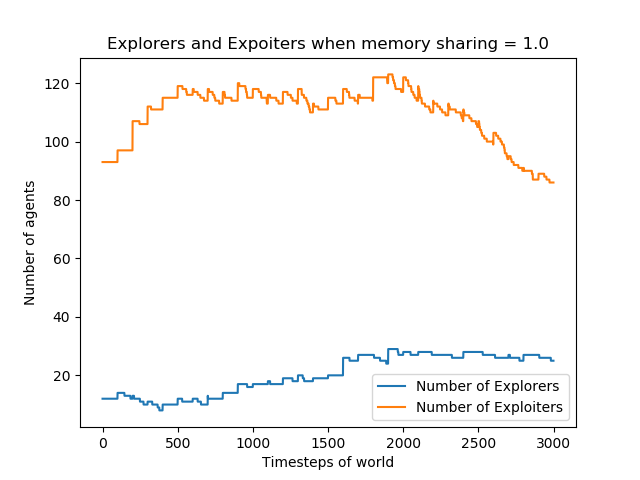 Explorers and Expoiters when memory sharing = 1.0
Number of agents
120
100
80
60
40
20
0
500
1000
1500
2000
2500
3000
Timesteps of world
Number of Explorers
Number of Exploiters